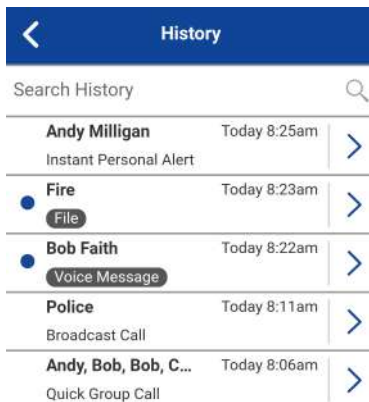 History
Search History
Andy Milligan Today 8:25am
Instant Personal Alert
Fire Today 8:23am
File
Bob Faith Today 8:22am
Voice Message
Police Today 8:11am
Broadcast Call
Andy, Bob, Bob, C... Today 8:06am
Quick Group Call